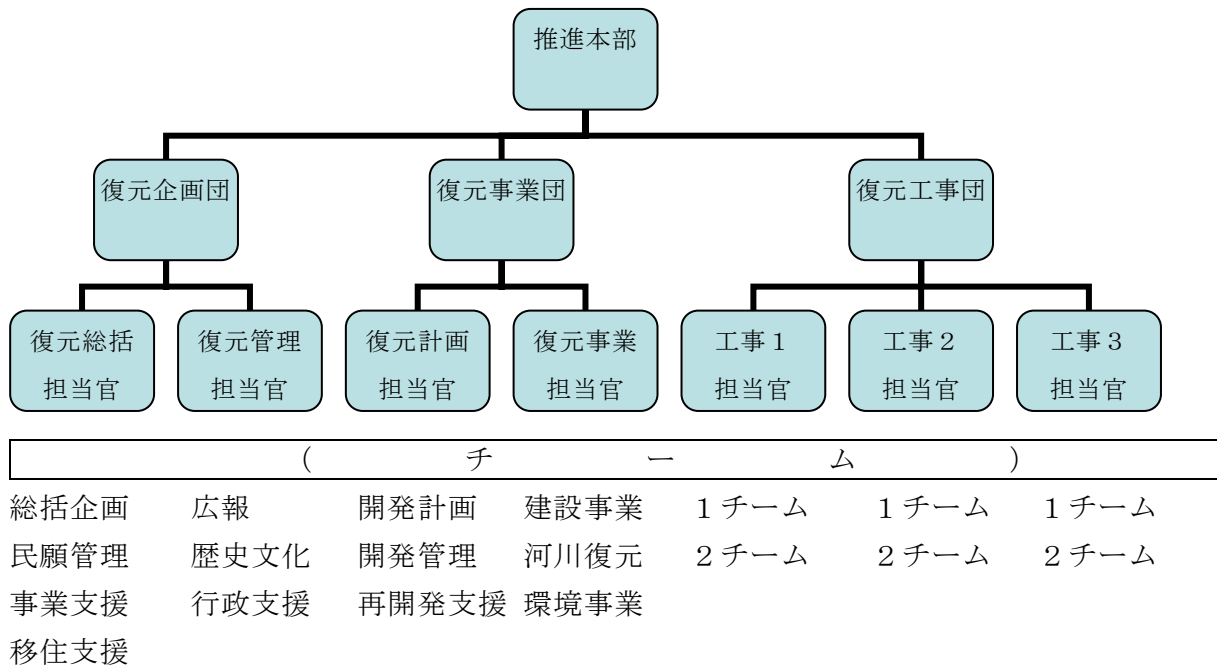 推進本部
復元企画団
復元事業団
復元工事団
復元総括
担当官
復元管理
担当官
復元計画
担当官
復元事業
担当官
工事１
担当官
工事２
担当官
工事３
担当官
（チーム）
総括企画 広報 開発計画 建設事業 １チーム １チーム １チーム
民願管理 歴史文化 開発管理 河川復元 ２チーム ２チーム ２チーム
事業支援 行政支援 再開発支援 環境事業
移住支援